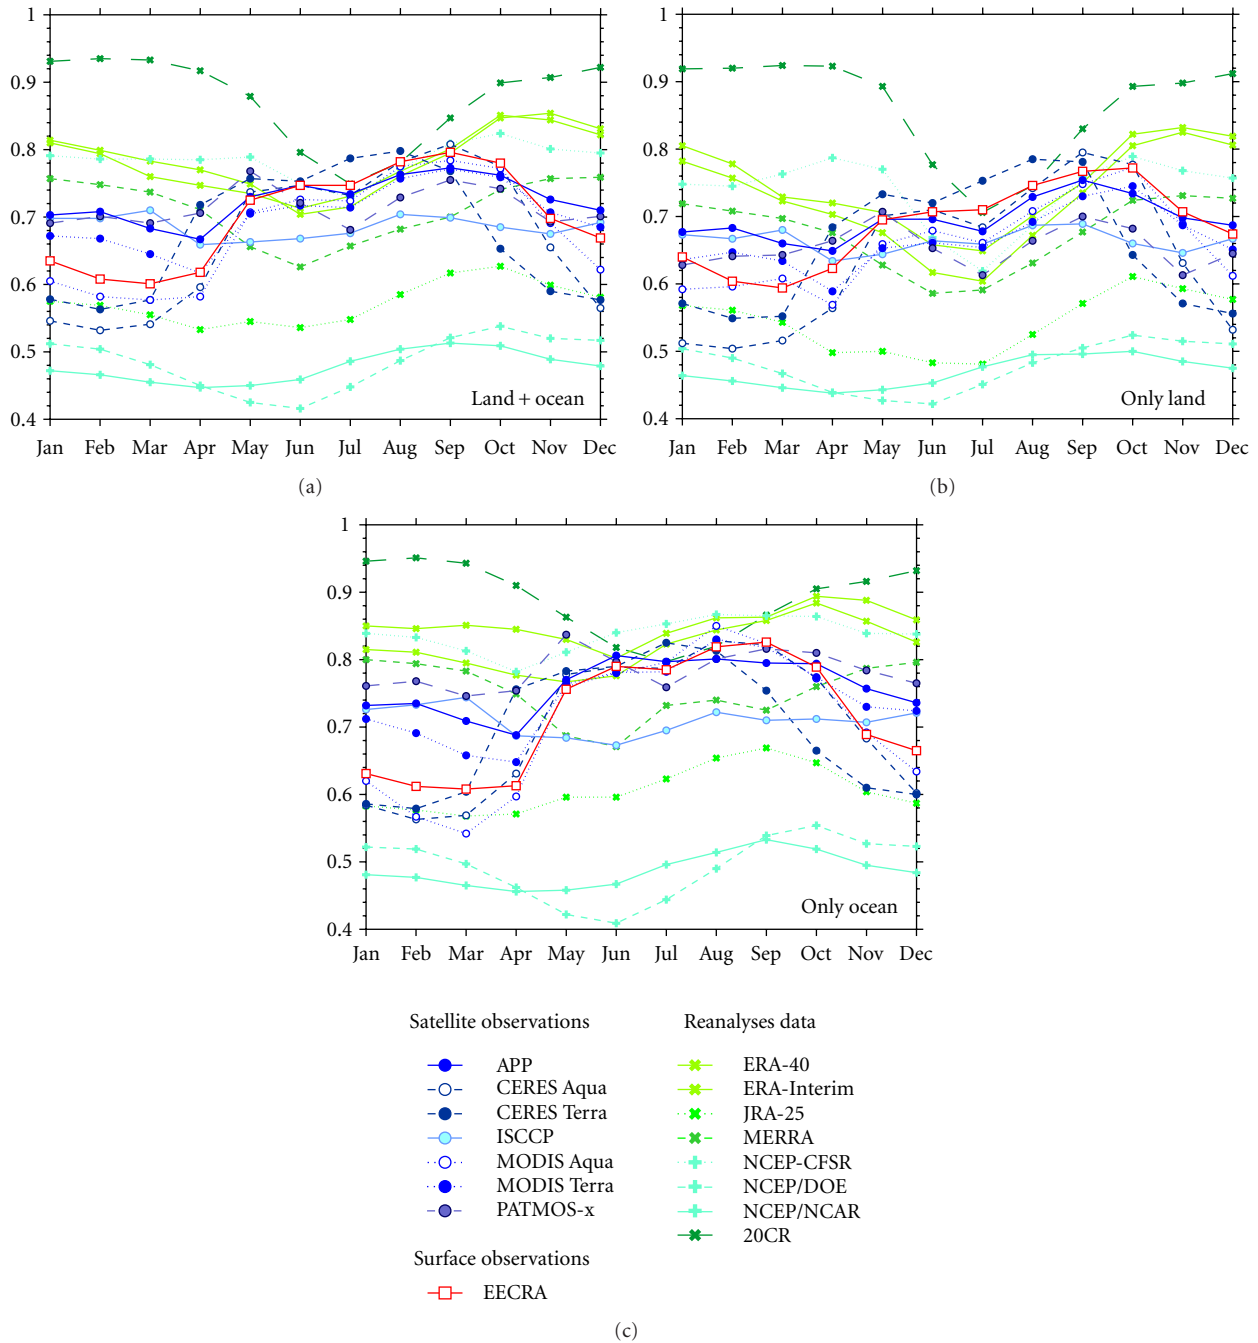 1
0.9
0.8
0.7
0.6
0.5
0.4
Land + ocean
Jan Feb Mar Apr May Jun Jul Aug Sep Oct Nov Dec
(a)
1
0.9
0.8
0.7
0.6
0.5
0.4
Only land
Jan Feb Mar Apr May Jun Jul Aug Sep Oct Nov Dec
(b)
1
0.9
0.8
0.7
0.6
0.5
0.4
Only ocean
Jan Feb Mar Apr May Jun Jul Aug Sep Oct Nov Dec
Satellite observations
APP
CERES Aqua
CERES Terra
ISCCP
MODIS Aqua
MODIS Terra
PATMOS-x
Surface observations
EECRA
Reanalyses data
ERA-40
ERA-Interim
JRA-25
MERRA
NCEP-CFSR
NCEP/DOE
NCEP/NCAR
20CR
(c)